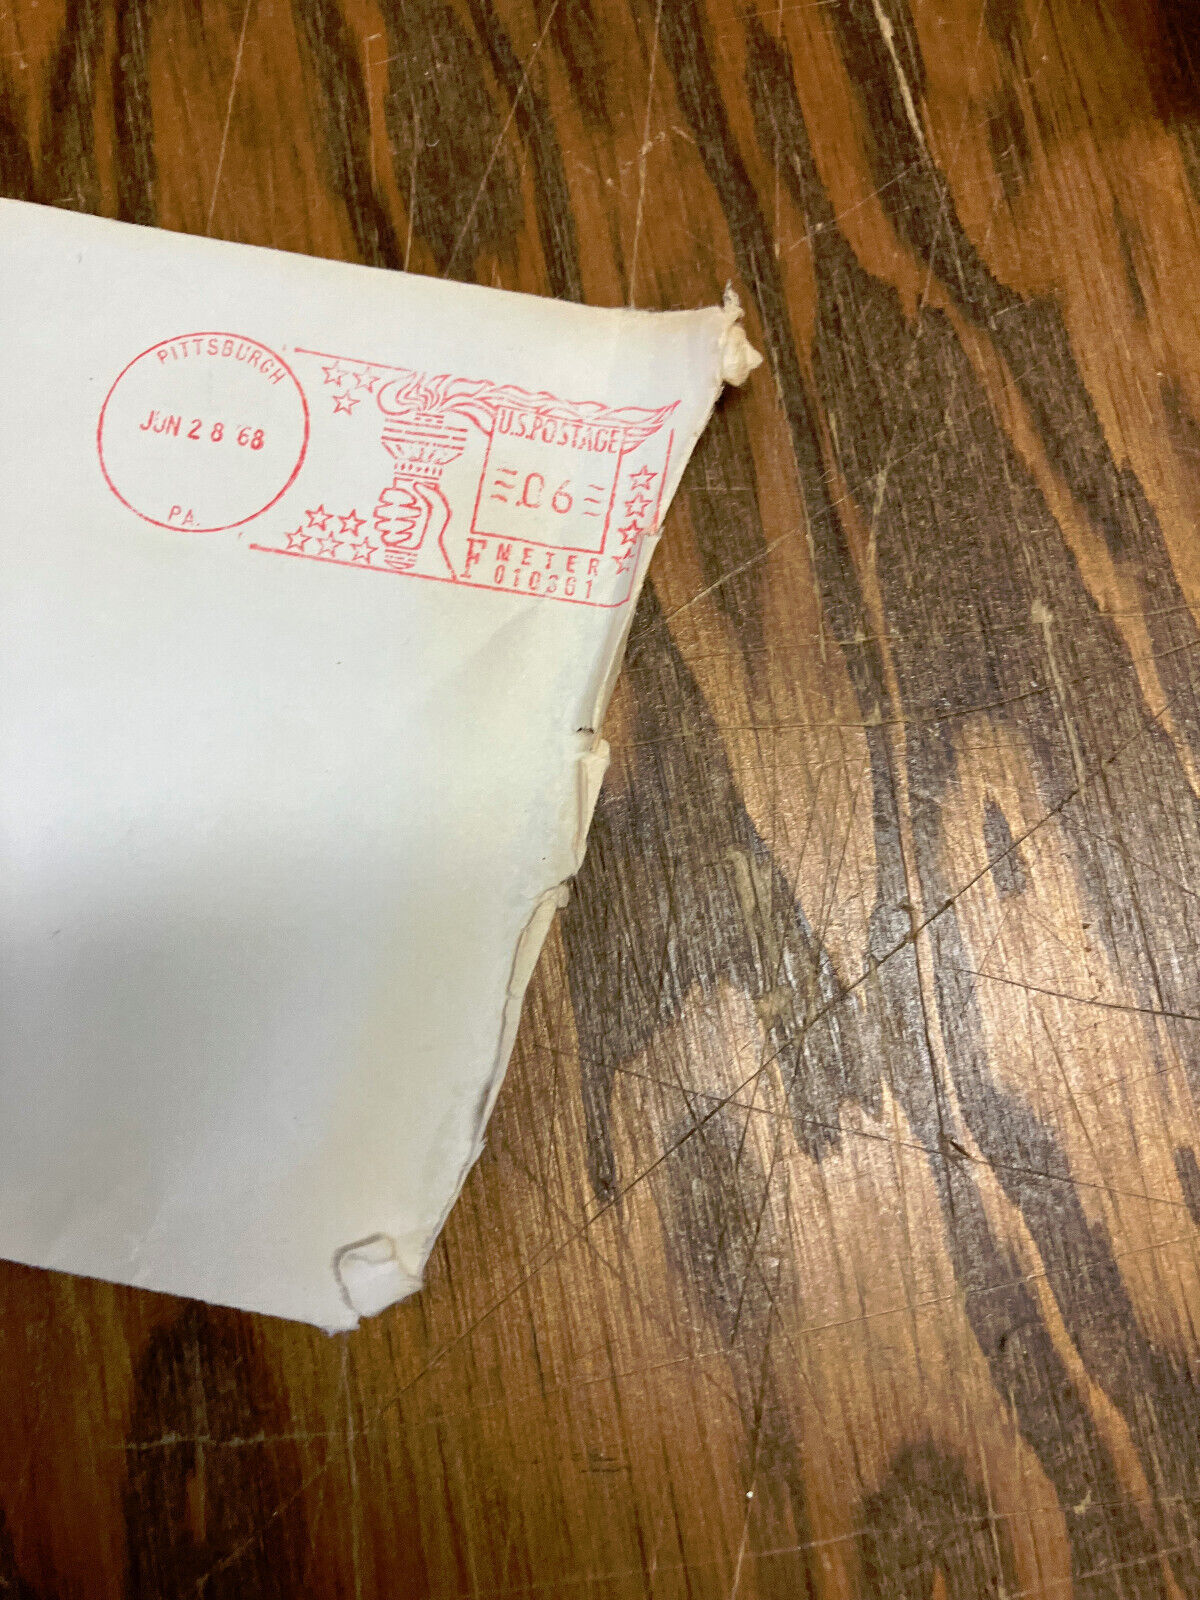 PITTSBURGH
JUN 28 '68
PA.
U.S. POSTAGE
.06
F METER
010361